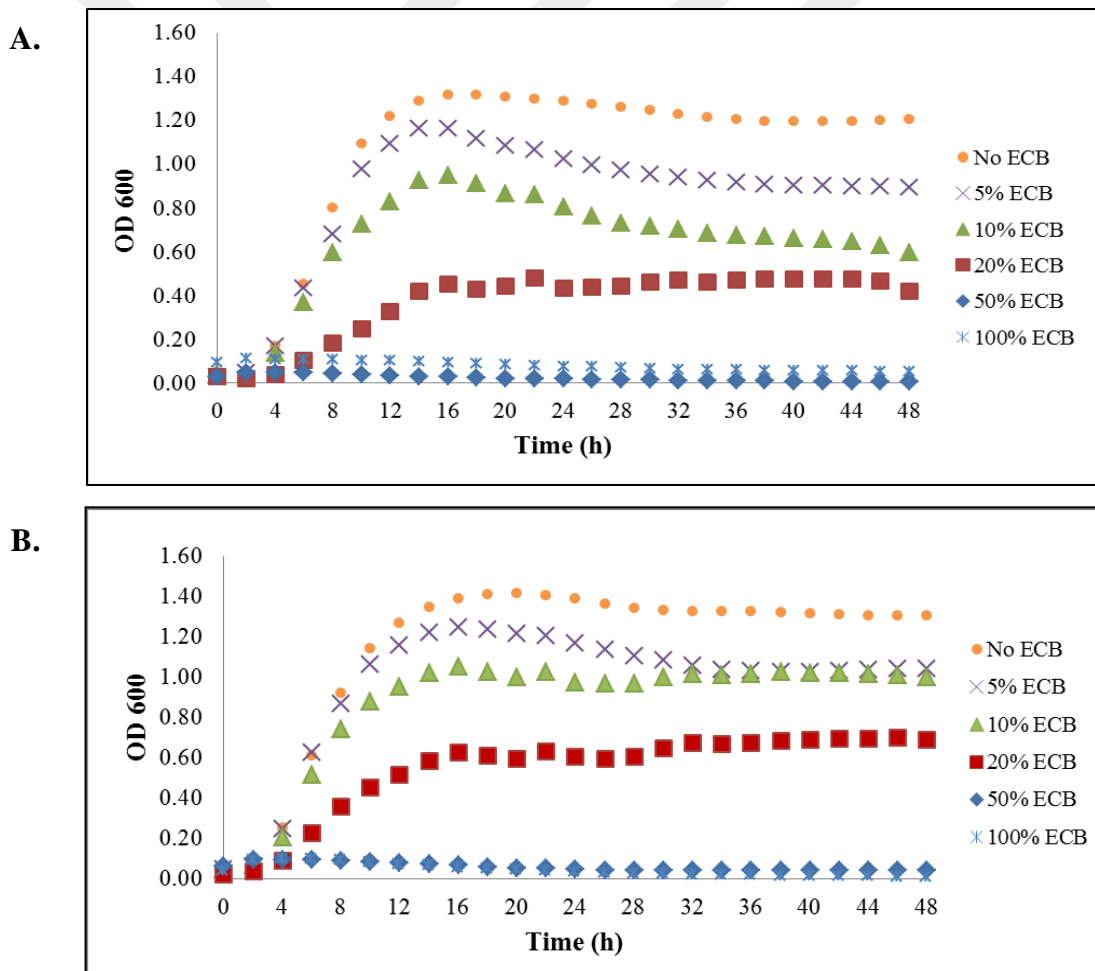 A.
1.60
1.40
1.20
1.00
0.80
0.60
0.40
0.20
0.00
OD 600
0 4 8 12 16 20 24 28 32 36 40 44 48
Time (h)
No ECB
5% ECB
10% ECB
20% ECB
50% ECB
100% ECB
B.
1.60
1.40
1.20
1.00
0.80
0.60
0.40
0.20
0.00
OD 600
0 4 8 12 16 20 24 28 32 36 40 44 48
Time (h)
No ECB
5% ECB
10% ECB
20% ECB
50% ECB
100% ECB